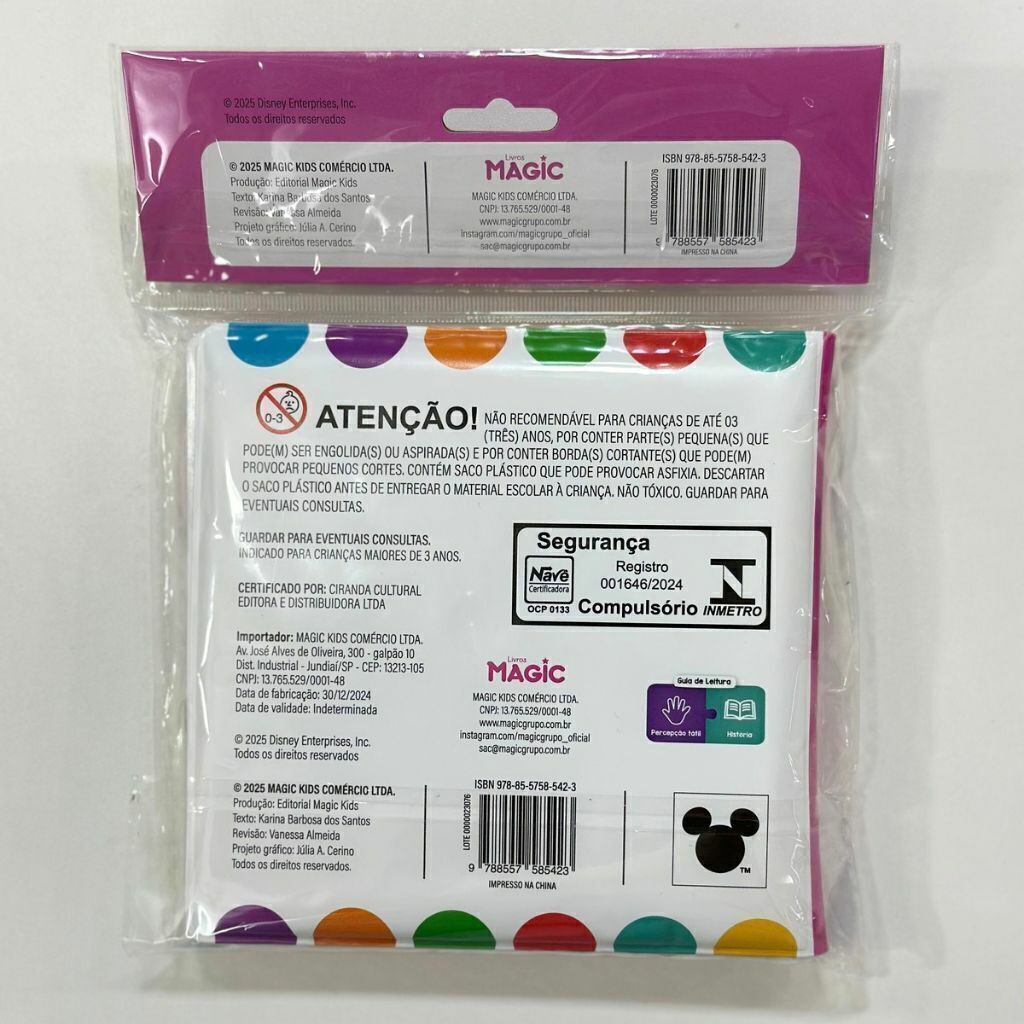 © 2025 Disney Enterprises, Inc.
Todos os direitos reservados
© 2025 MAGIC KIDS COMÉRCIO LTDA.
Produção: Editorial Magic Kids
Texto: Karina Barbosa dos Santos
Revisão: Vanessa Almeida
Projeto gráfico: Júlia A. Cerino
Todos os direitos reservados.
Livros
MAGIC
MAGIC KIDS COMÉRCIO LTDA.
CNPJ: 13.765.529/0001-48
www.magicgrupo.com.br
Instagram.com/magicgrupo_oficial
sac@magicgrupo.com.br
ISBN 978-85-5758-542-3
LOTE 0000023076
9 788557 585423
IMPRESSO NA CHINA
0-3
ATENÇÃO! NÃO RECOMENDÁVEL PARA CRIANÇAS DE ATÉ 03
(TRÊS) ANOS, POR CONTER PARTE(S) PEQUENA(S) QUE
PODE(M) SER ENGOLIDA(S) OU ASPIRADA(S) E POR CONTER BORDA(S) CORTANTE(S) QUE PODE(M)
PROVOCAR PEQUENOS CORTES. CONTÉM SACO PLÁSTICO QUE PODE PROVOCAR ASFIXIA. DESCARTAR
O SACO PLÁSTICO ANTES DE ENTREGAR O MATERIAL ESCOLAR À CRIANÇA. NÃO TÓXICO. GUARDAR PARA
EVENTUAIS CONSULTAS.
GUARDAR PARA EVENTUAIS CONSULTAS.
INDICADO PARA CRIANÇAS MAIORES DE 3 ANOS.
CERTIFICADO POR: CIRANDA CULTURAL
EDITORA E DISTRIBUIDORA LTDA
Segurança
Nave
Certificadora
OCP 0133
Registro
001646/2024
Compulsório
INMETRO
Importador: MAGIC KIDS COMÉRCIO LTDA.
Av. José Alves de Oliveira, 300 - galpão 10
Dist. Industrial - Jundiaí/SP - CEP: 13213-105
CNPJ: 13.765.529/0001-48
Data de fabricação: 30/12/2024
Data de validade: Indeterminada
© 2025 Disney Enterprises, Inc.
Todos os direitos reservados
Livros
MAGIC
MAGIC KIDS COMÉRCIO LTDA.
CNPJ: 13.765.529/0001-48
www.magicgrupo.com.br
instagram.com/magicgrupo_oficial
sac@magicgrupo.com.br
Guia de Leitura
Percepção tátil
História
© 2025 MAGIC KIDS COMÉRCIO LTDA.
Produção: Editorial Magic Kids
Texto: Karina Barbosa dos Santos
Revisão: Vanessa Almeida
Projeto gráfico: Júlia A. Cerino
Todos os direitos reservados.
ISBN 978-85-5758-542-3
LOTE 0000023076
9 788557 585423
IMPRESSO NA CHINA
TM